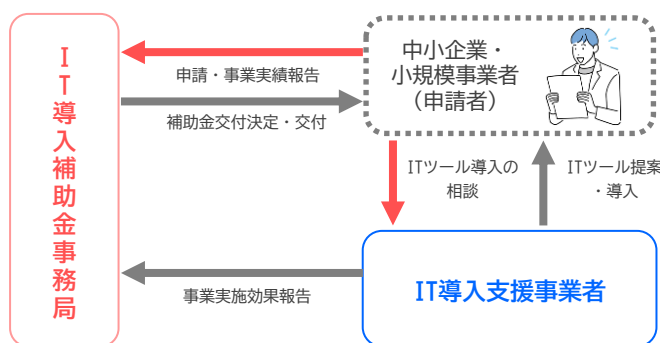 IT導入補助金事務局
中小企業・
小規模事業者
（申請者）
申請・事業実績報告
補助金交付決定・交付
ITツール導入の
相談
ITツール提案
・導入
IT導入支援事業者
事業実施効果報告